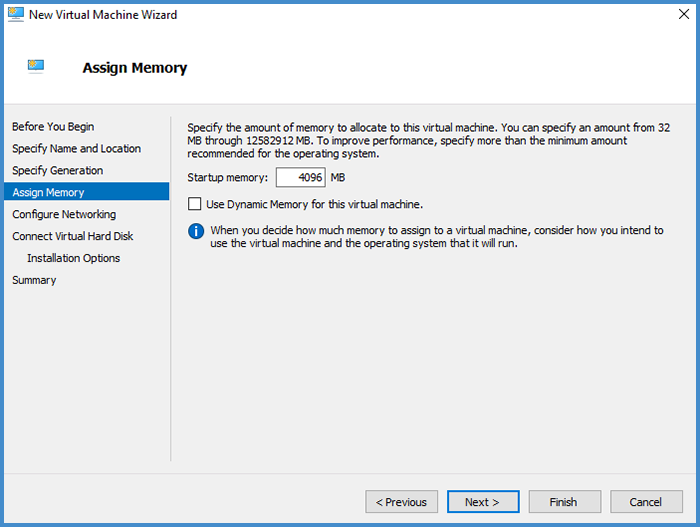 New Virtual Machine Wizard
Assign Memory
Before You Begin
Specify Name and Location
Specify Generation
Assign Memory
Configure Networking
Connect Virtual Hard Disk
Installation Options
Summary
Specify the amount of memory to allocate to this virtual machine. You can specify an amount from 32
MB through 12582912 MB. To improve performance, specify more than the minimum amount
recommended for the operating system.
Startup memory: 4096 MB
Use Dynamic Memory for this virtual machine.
When you decide how much memory to assign to a virtual machine, consider how you intend to
use the virtual machine and the operating system that it will run.
< Previous Next > Finish Cancel